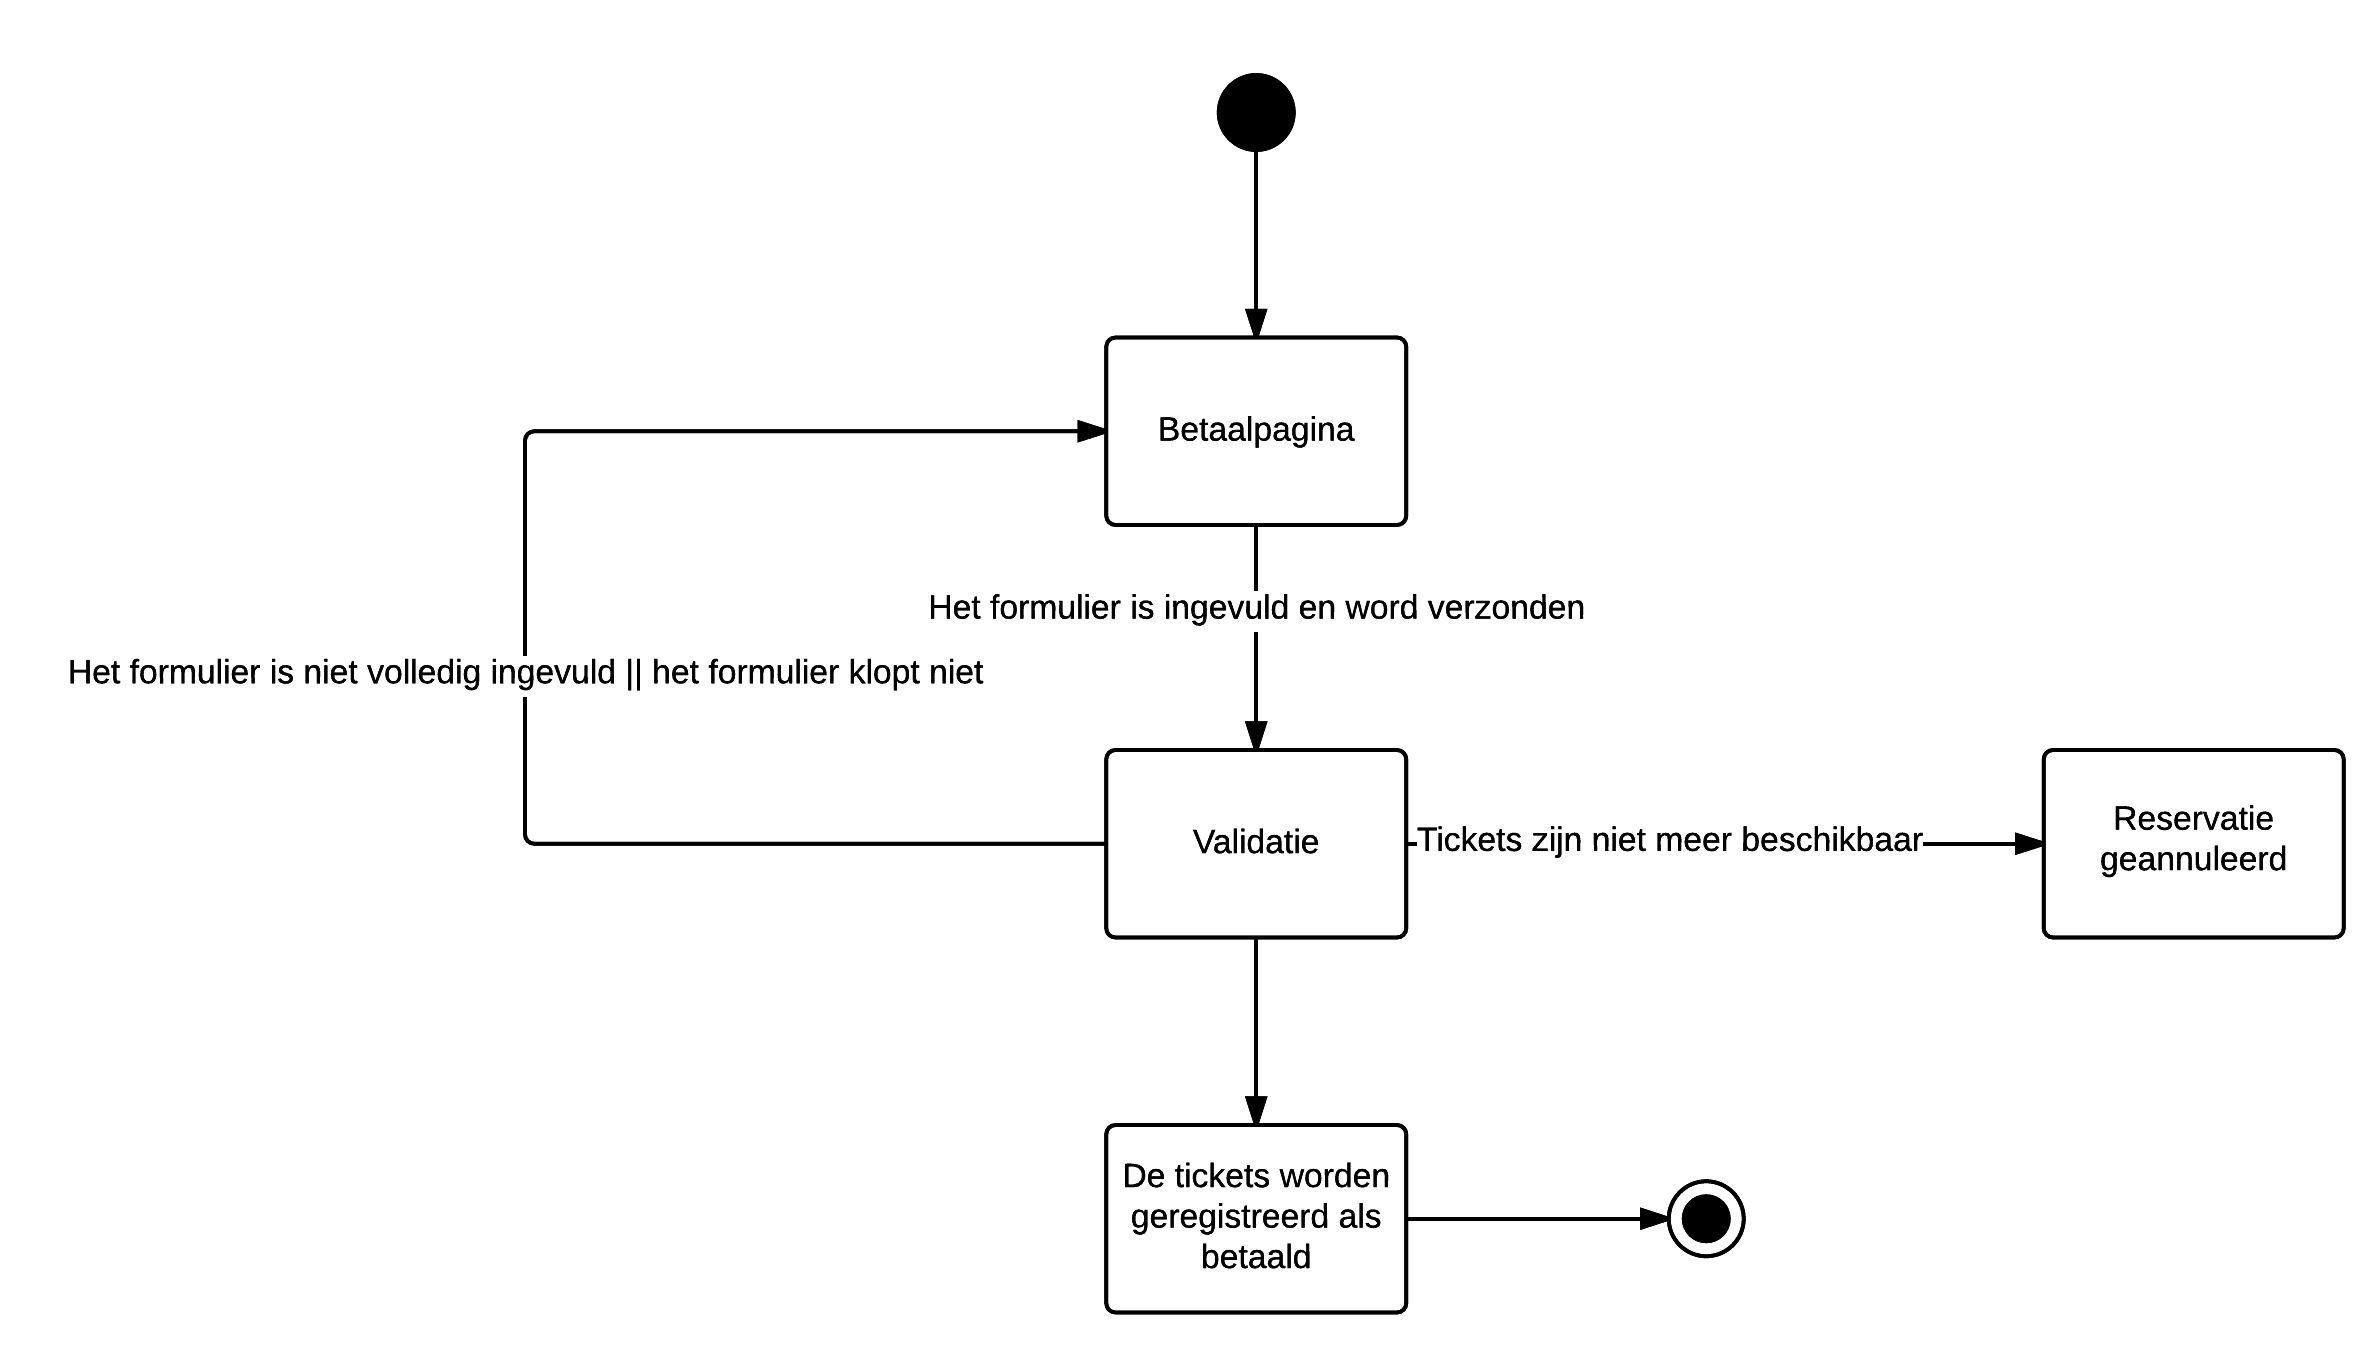 Betaalpagina
Het formulier is ingevuld en word verzonden
Het formulier is niet volledig ingevuld || het formulier klopt niet
Validatie
Tickets zijn niet meer beschikbaar
Reservatie
geannuleerd
De tickets worden
geregistreerd als
betaald